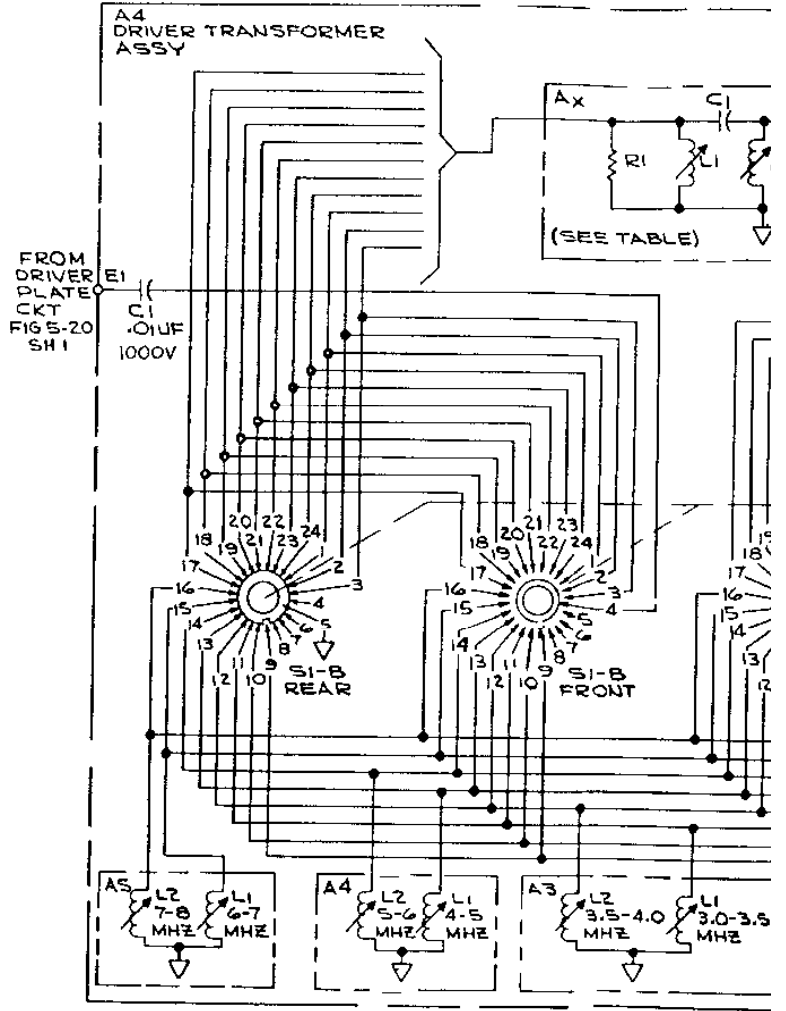 A4
DRIVER TRANSFORMER
ASSY
AX
C1
R1
L1
(SEE TABLE)
FROM
DRIVER E1
PLATE
CKT
FIG 5-20
SH 1
C1
.01UF
1000V
18
19
20
21
22
23
24
1
2
3
4
5
6
7
8
9
10
11
12
13
14
15
16
17
S1-B
REAR
18
19
20
21
22
23
24
2
3
4
5
6
7
8
9
10
11
12
13
14
15
16
17
S1-B
FRONT
19
18
17
16
15
14
13
12
A5
L2
7-8
MHZ
L1
6-7
MHZ
A4
L2
5-6
MHZ
L1
4-5
MHZ
A3
L2
3.5-4.0
MHZ
L1
3.0-3.5
MHZ